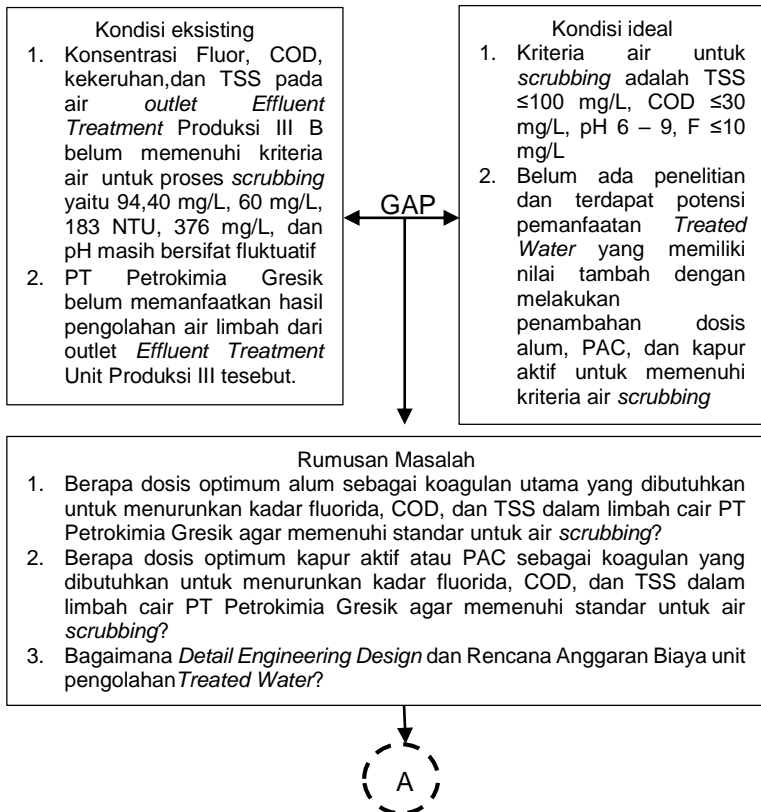 Kondisi eksisting
1. Konsentrasi Fluor, COD,
kekeruhan,dan TSS pada
air outlet Effluent
Treatment Produksi III B
belum memenuhi kriteria
air untuk proses scrubbing
yaitu 94,40 mg/L, 60 mg/L,
183 NTU, 376 mg/L, dan
pH masih bersifat fluktuatif
2. PT Petrokimia Gresik
belum memanfaatkan hasil
pengolahan air limbah dari
outlet Effluent Treatment
Unit Produksi III tesebut.
GAP
Kondisi ideal
1. Kriteria air untuk
scrubbing adalah TSS
≤100 mg/L, COD ≤30
mg/L, pH 6 – 9, F ≤10
mg/L
2. Belum ada penelitian
dan terdapat potensi
pemanfaatan Treated
Water yang memiliki
nilai tambah dengan
melakukan
penambahan dosis
alum, PAC, dan kapur
aktif untuk memenuhi
kriteria air scrubbing
Rumusan Masalah
1. Berapa dosis optimum alum sebagai koagulan utama yang dibutuhkan
untuk menurunkan kadar fluorida, COD, dan TSS dalam limbah cair PT
Petrokimia Gresik agar memenuhi standar untuk air scrubbing?
2. Berapa dosis optimum kapur aktif atau PAC sebagai koagulan yang
dibutuhkan untuk menurunkan kadar fluorida, COD, dan TSS dalam
limbah cair PT Petrokimia Gresik agar memenuhi standar untuk air
scrubbing?
3. Bagaimana Detail Engineering Design dan Rencana Anggaran Biaya unit
pengolahan Treated Water?
A